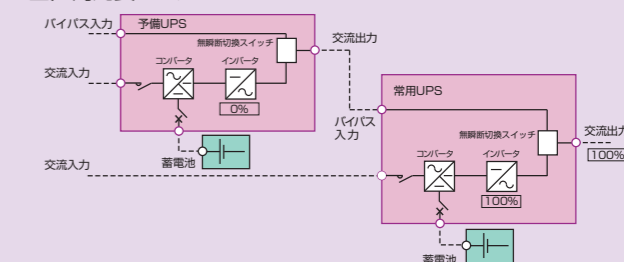 バイパス入力
予備UPS
無瞬断切換スイッチ
交流出力
交流入力
コンバータ
インバータ
0%
蓄電池
常用UPS
バイパス
入力
無瞬断切換スイッチ
交流出力
100%
交流入力
コンバータ
インバータ
100%
蓄電池